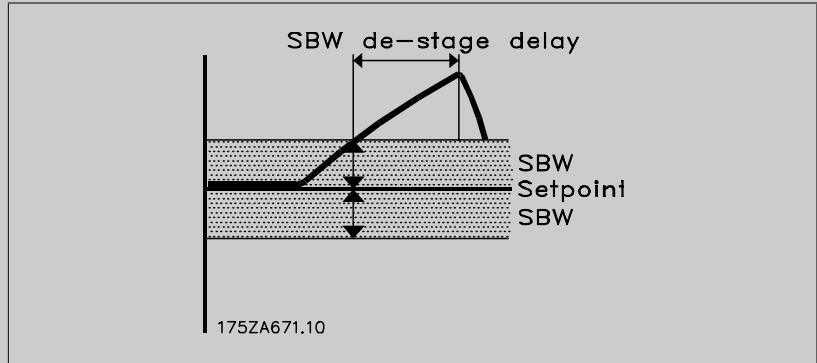 SBW de-stage delay
SBW
Setpoint
SBW
175ZA671.10